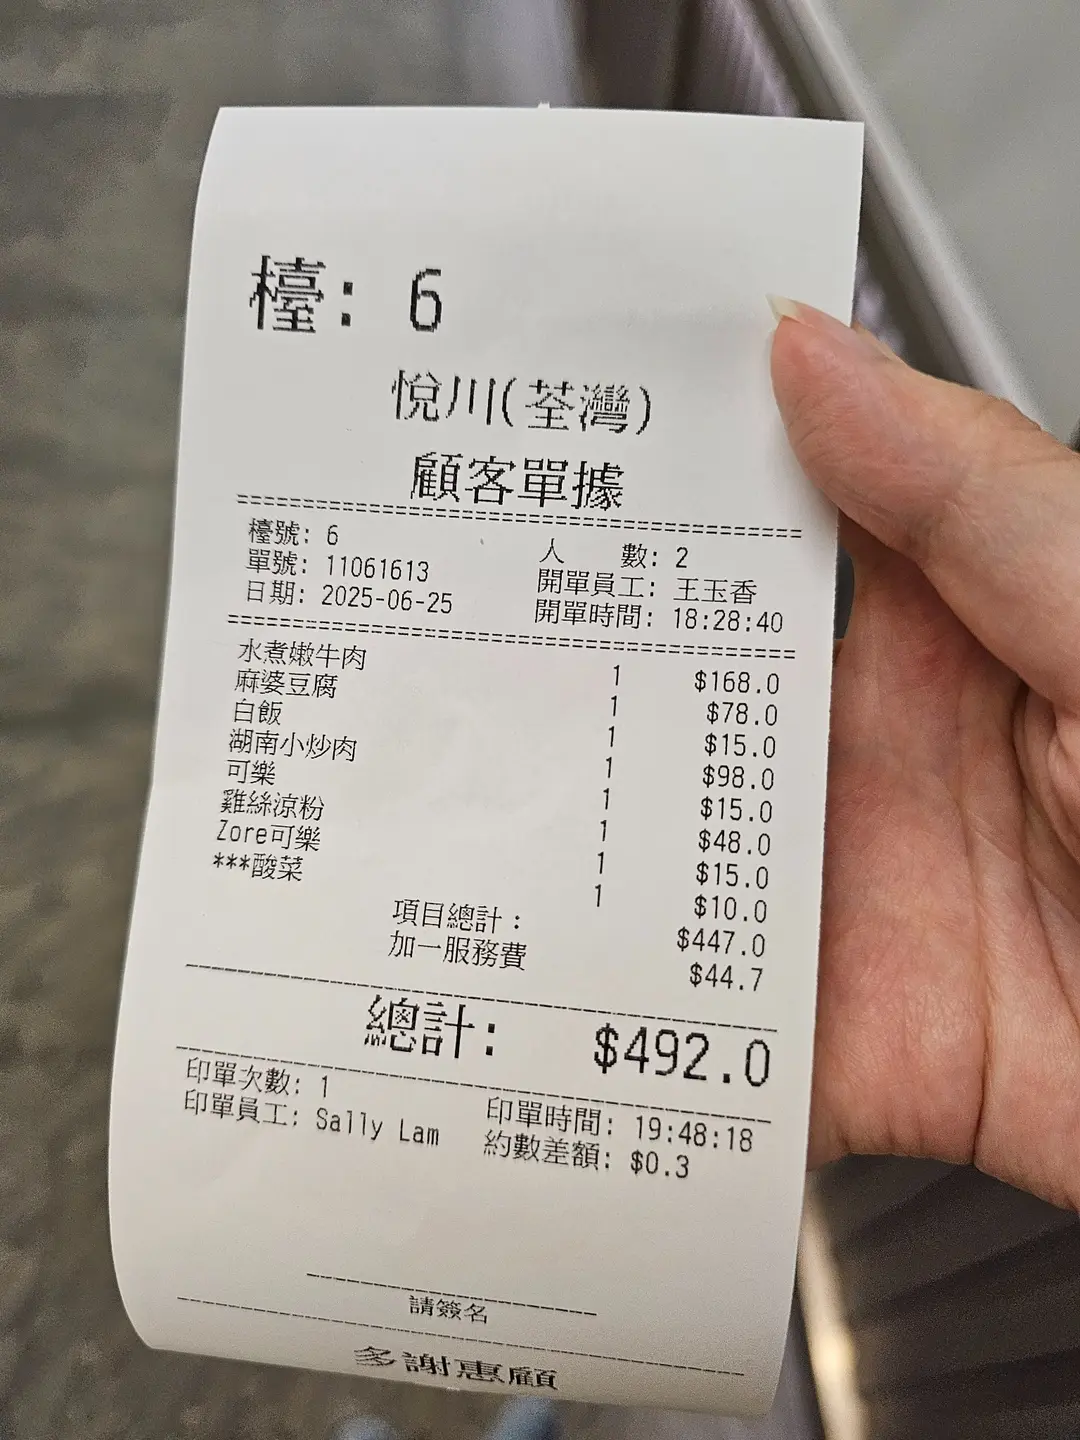 檯: 6
悅川(荃灣)
顧客單據
檯號: 6 人 數: 2
單號: 11061613 開單員工: 王玉香
日期: 2025-06-25 開單時間: 18:28:40
水煮嫩牛肉 1 $168.0
麻婆豆腐 1 $78.0
白飯 1 $15.0
湖南小炒肉 1 $98.0
可樂 1 $15.0
雞絲涼粉 1 $48.0
Zore可樂 1 $15.0
***酸菜 1 $10.0
項目總計: $447.0
加一服務費 $44.7
總計: $492.0
印單次數: 1 印單時間: 19:48:18
印單員工: Sally Lam 約數差額: $0.3
請簽名
多謝惠顧